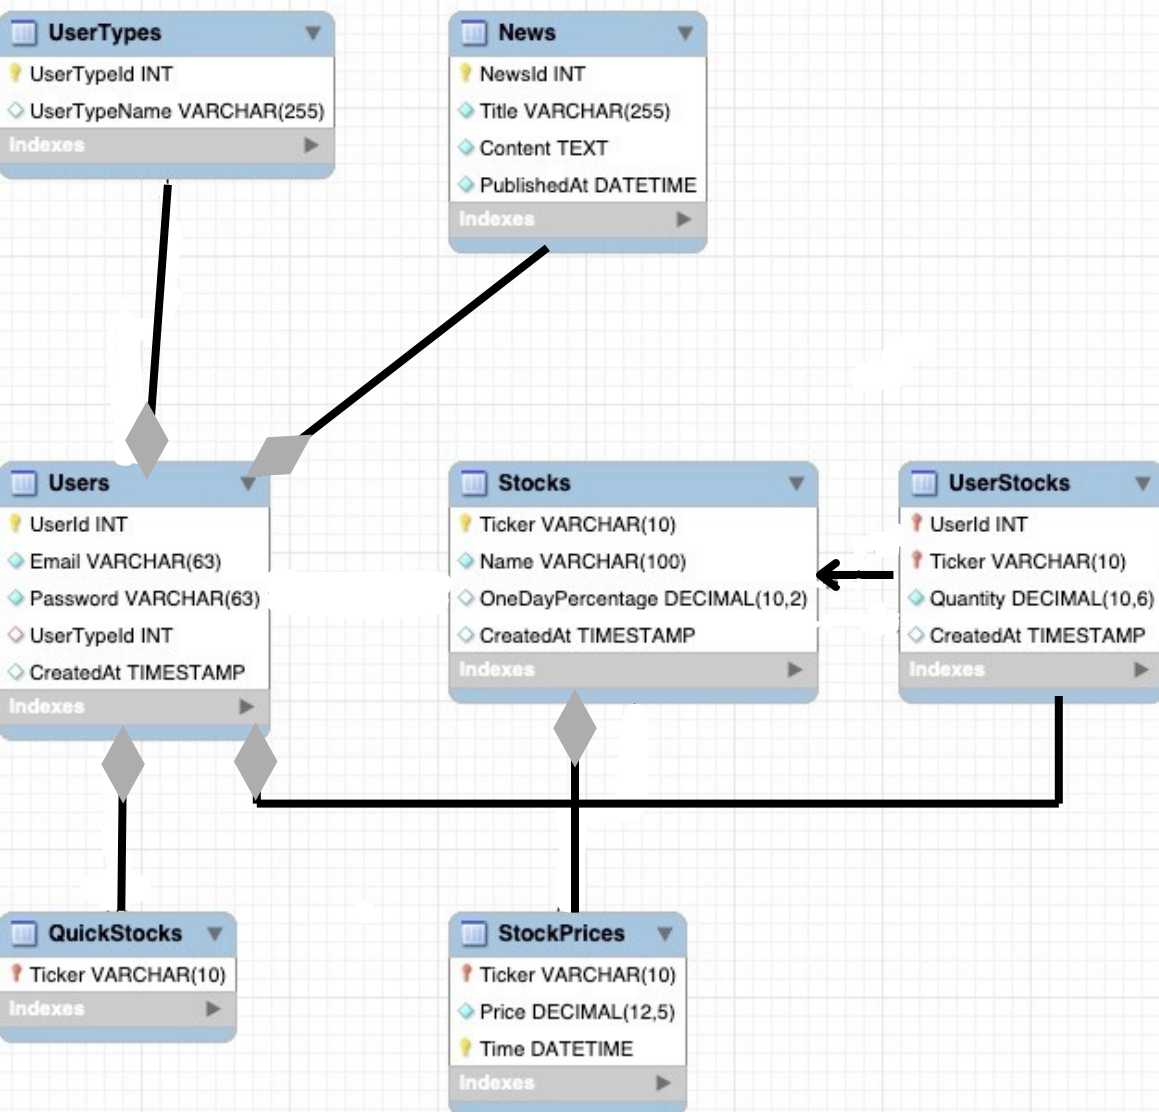 UserTypes
UserTypeId INT
UserTypeName VARCHAR(255)
Indexes
News
NewsId INT
Title VARCHAR(255)
Content TEXT
PublishedAt DATETIME
Indexes
Users
UserId INT
Email VARCHAR(63)
Password VARCHAR(63)
UserTypeId INT
CreatedAt TIMESTAMP
Indexes
Stocks
Ticker VARCHAR(10)
Name VARCHAR(100)
OneDayPercentage DECIMAL(10,2)
CreatedAt TIMESTAMP
Indexes
UserStocks
UserId INT
Ticker VARCHAR(10)
Quantity DECIMAL(10,6)
CreatedAt TIMESTAMP
Indexes
QuickStocks
Ticker VARCHAR(10)
Indexes
StockPrices
Ticker VARCHAR(10)
Price DECIMAL(12,5)
Time DATETIME
Indexes